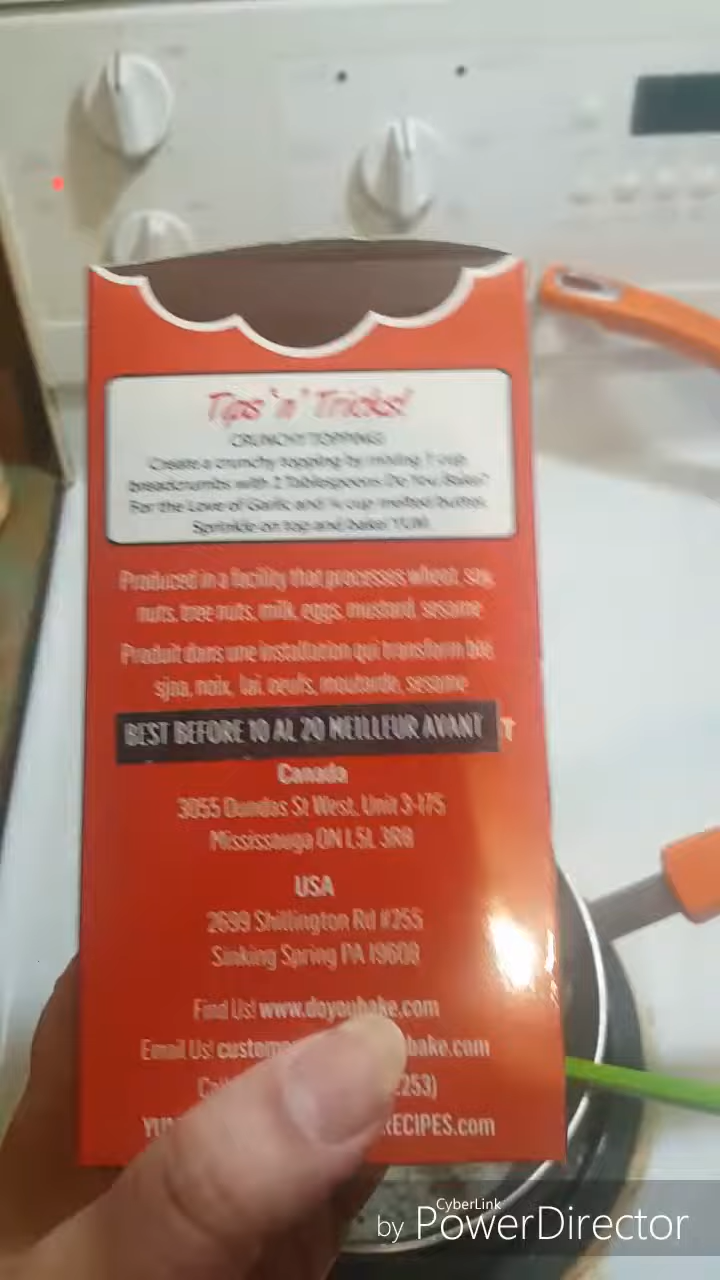 Tips 'n' Tricks!
CRUNCHY TOPPING!
Create a crunchy topping by mixing 1 cup
breadcrumbs with 2 Tablespoons Do You Bake?
For the Love of Garlic and ¼ cup melted butter.
Sprinkle on top and bake! YUM!
Produced in a facility that processes wheat, soy,
nuts, tree nuts, milk, eggs, mustard, sesame
Produit dans une installation qui transform blé,
sjaa, noix, lai, oeufs, moutarde, sesame
BEST BEFORE 10 AL 20 MEILLEUR AVANT T
Canada
3055 Dundas St West, Unit 3-175
Mississauga ON L5L 3R8
USA
2699 Shillington Rd #255
Sinking Spring PA 19608
Find Us! www.doyoubake.com
Email Us! bake.com
2253)
RECIPES.com
by CyberLink PowerDirector